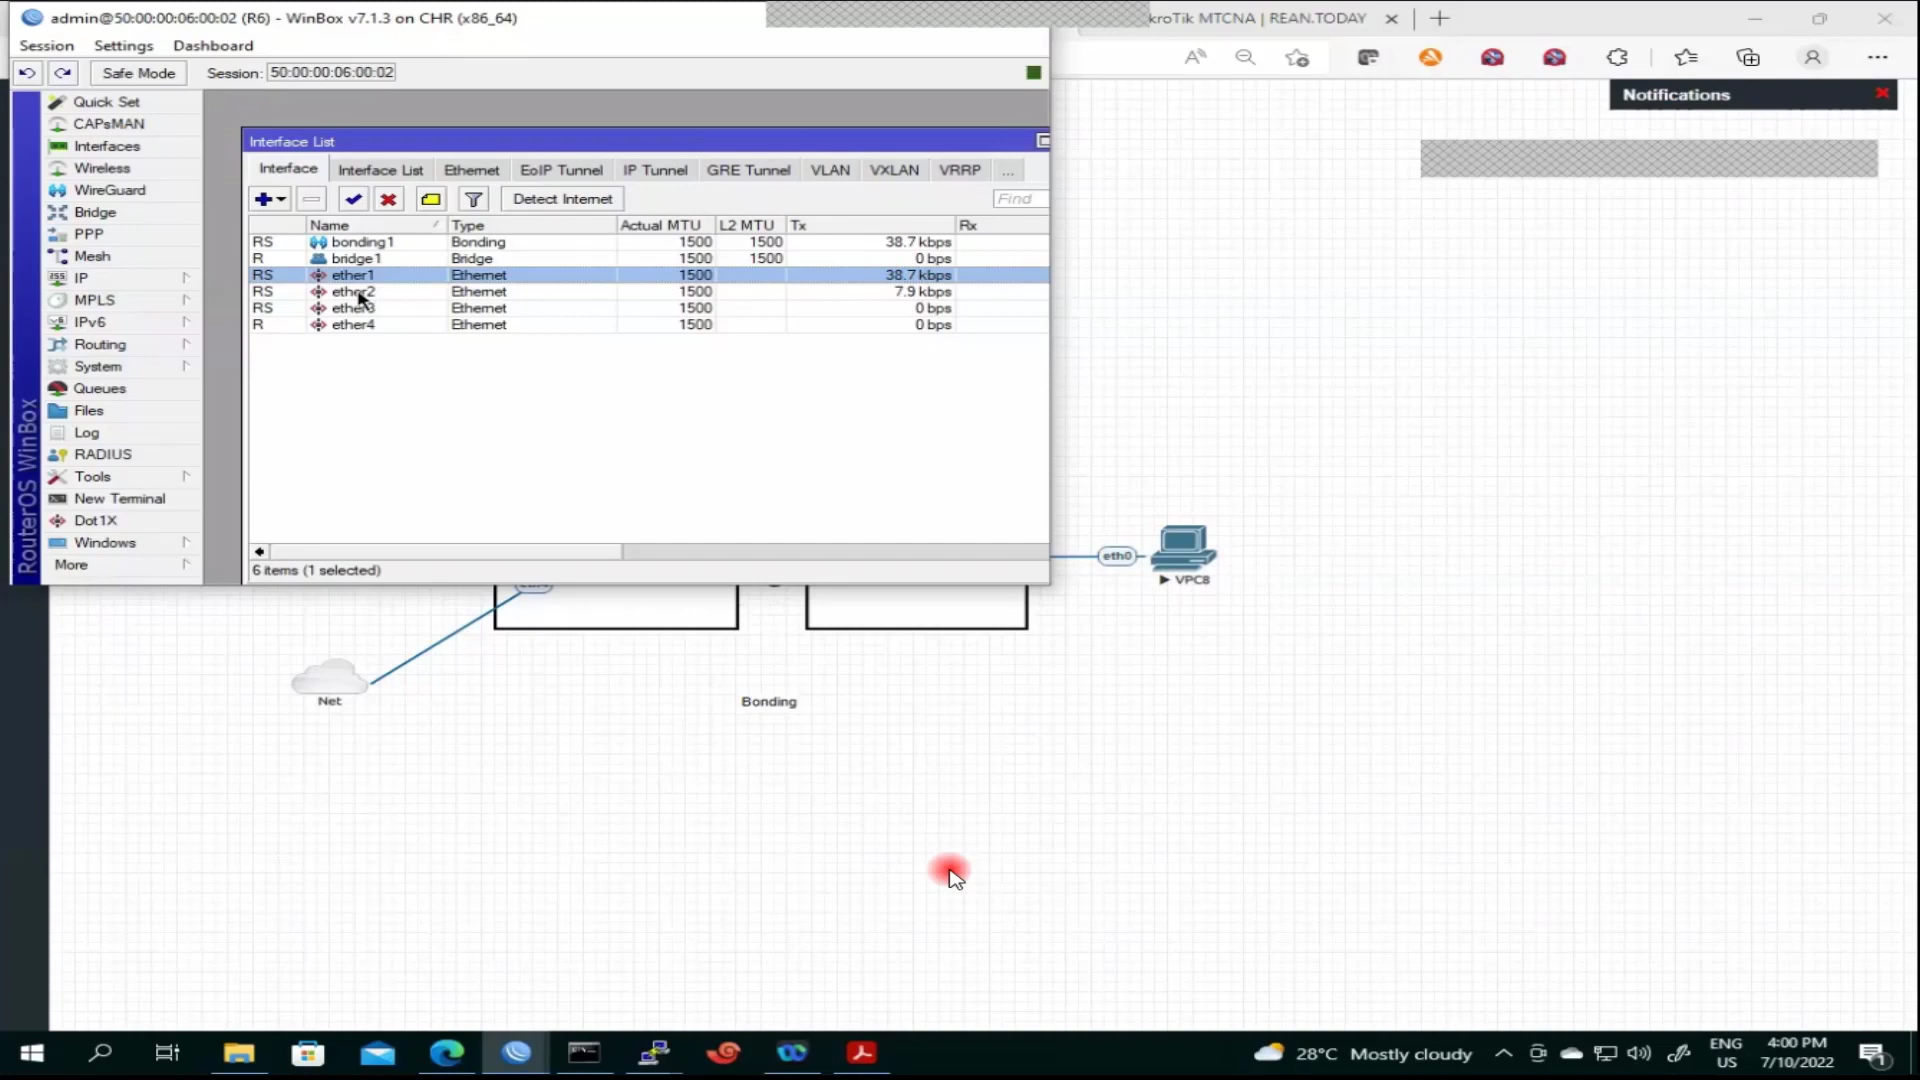 admin@50:00:00:06:00:02 (R6) - WinBox v7.1.3 on CHR (x86_64)
kroTik MTCNA | REAN.TODAY
Session Settings Dashboard
Safe Mode Session: 50:00:00:06:00:02
Notifications
Quick Set
CAPsMAN
Interfaces
Wireless
WireGuard
Bridge
PPP
Mesh
IP
MPLS
IPv6
Routing
System
Queues
Files
Log
RADIUS
Tools
New Terminal
Dot1X
Windows
More
RouterOS WinBox
Interface List
Interface Interface List Ethernet EoIP Tunnel IP Tunnel GRE Tunnel VLAN VXLAN VRRP ...
Detect Internet Find
Name Type Actual MTU L2 MTU Tx Rx
RS bonding1 Bonding 1500 1500 38.7 kbps
R bridge1 Bridge 1500 1500 0 bps
RS ether1 Ethernet 1500 38.7 kbps
RS ether2 Ethernet 1500 7.9 kbps
RS ether3 Ethernet 1500 0 bps
R ether4 Ethernet 1500 0 bps
6 items (1 selected)
eth0
VPC8
Net
Bonding
28°C Mostly cloudy
ENG
US
4:00 PM
7/10/2022
1